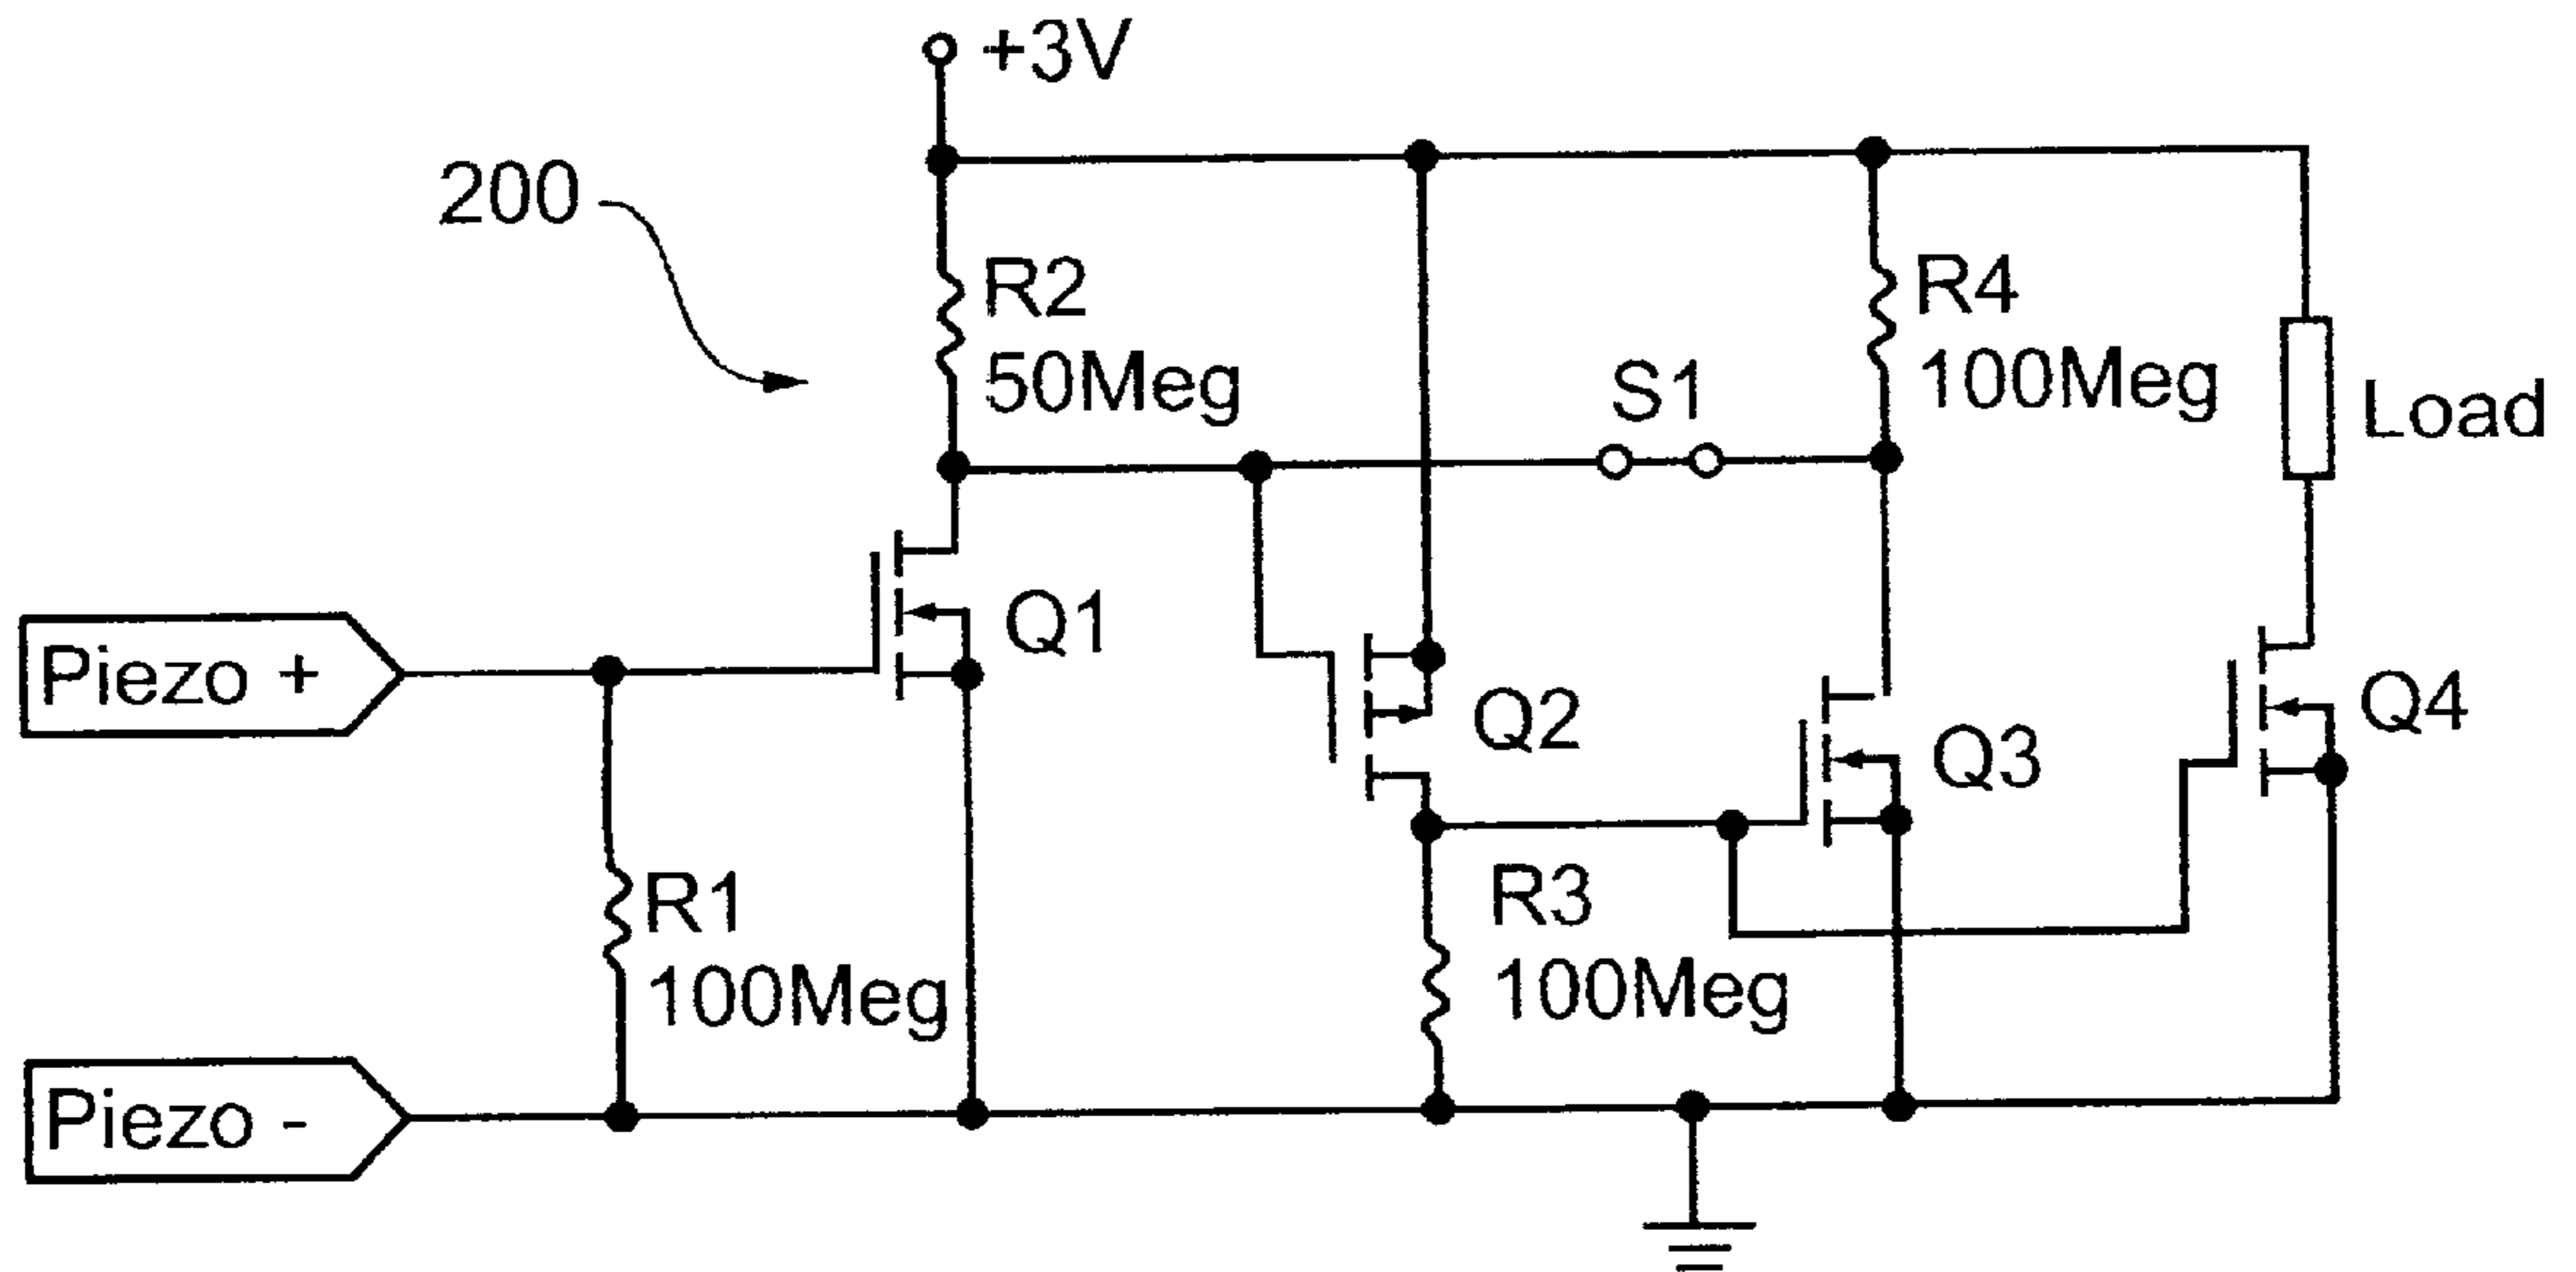 +3V
200
R2
50Meg
R4
100Meg
S1
Load
Q1
Piezo +
Q2
Q3
Q4
R1
100Meg
R3
100Meg
Piezo -